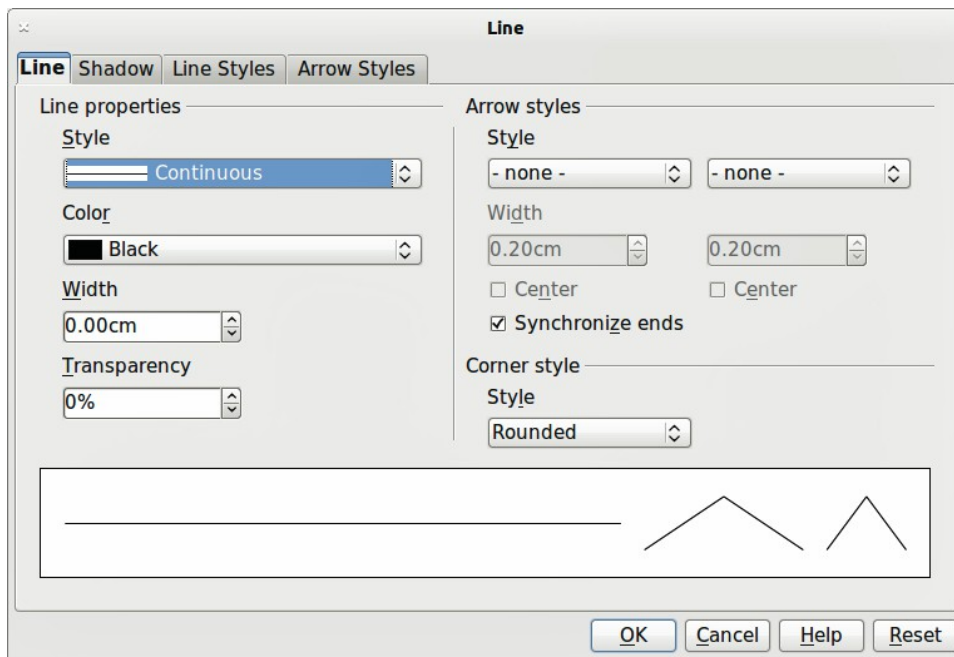 Line
Line Shadow Line Styles Arrow Styles
Line properties
Style
Continuous
Color
Black
Width
0.00cm
Transparency
0%
Arrow styles
Style
- none - - none -
Width
0.20cm 0.20cm
Center Center
Synchronize ends
Corner style
Style
Rounded
OK Cancel Help Reset